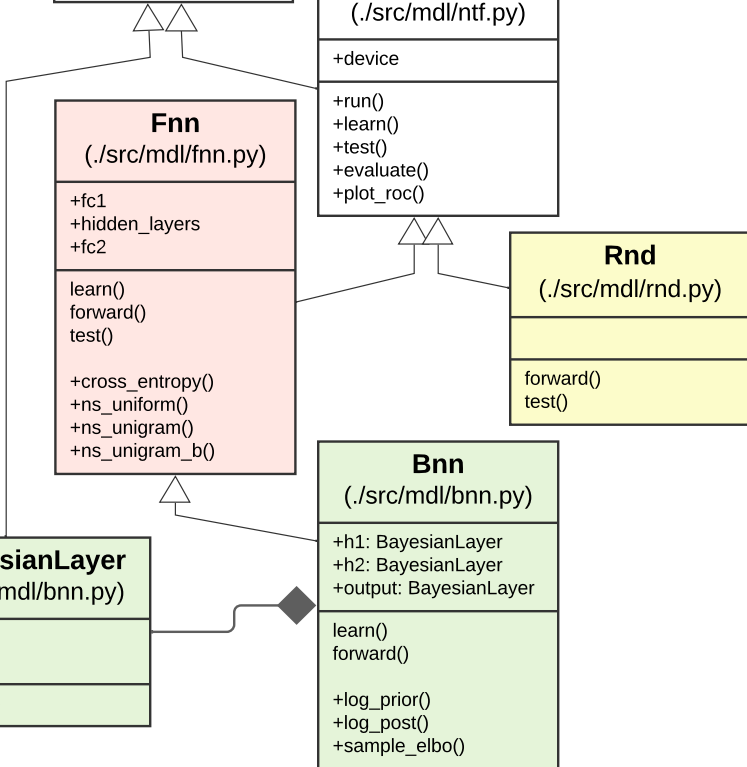 (./src/mdl/ntf.py)
+device
+run()
+learn()
+test()
+evaluate()
+plot_roc()
Fnn
(./src/mdl/fnn.py)
+fc1
+hidden_layers
+fc2
learn()
forward()
test()
+cross_entropy()
+ns_uniform()
+ns_unigram()
+ns_unigram_b()
Rnd
(./src/mdl/rnd.py)
forward()
test()
Bnn
(./src/mdl/bnn.py)
+h1: BayesianLayer
+h2: BayesianLayer
+output: BayesianLayer
learn()
forward()
+log_prior()
+log_post()
+sample_elbo()
sianLayer
mdl/bnn.py)